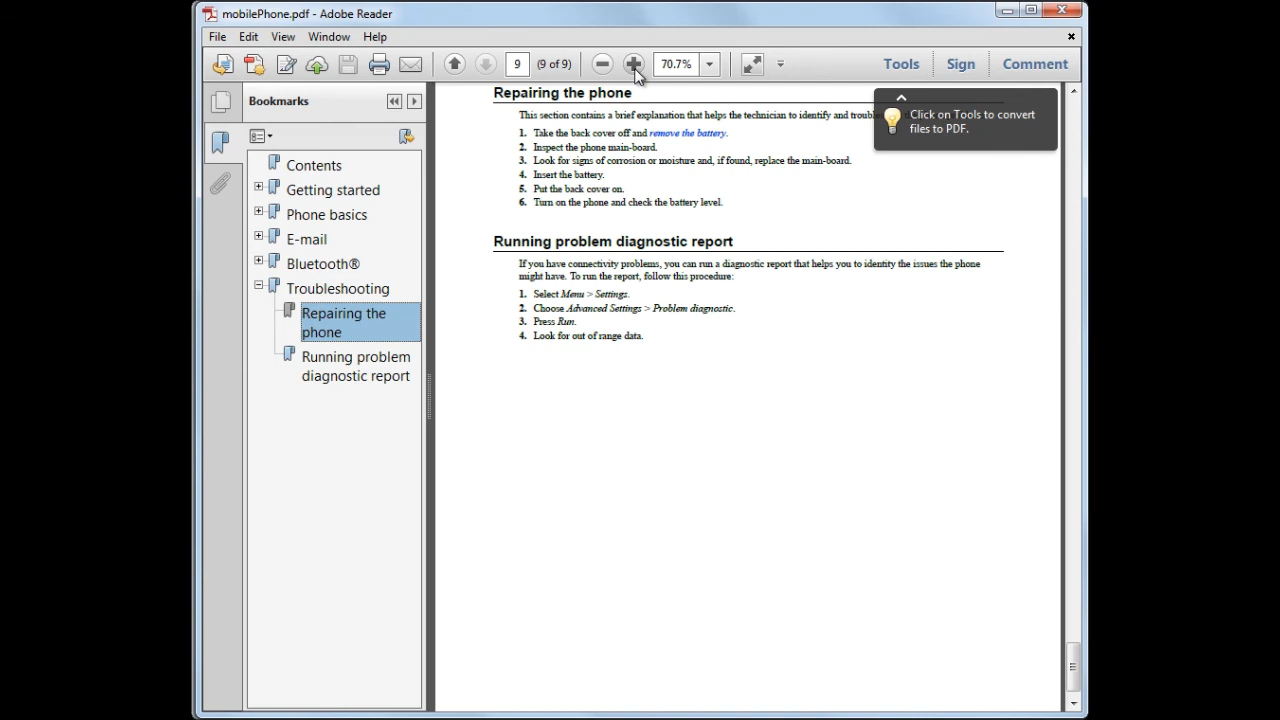 mobilePhone.pdf - Adobe Reader
File Edit View Window Help
9 (9 of 9) 70.7% Tools Sign Comment
Bookmarks
Contents
Getting started
Phone basics
E-mail
Bluetooth®
Troubleshooting
Repairing the
phone
Running problem
diagnostic report
Repairing the phone
This section contains a brief explanation that helps the technician to identify and
1. Take the back cover off and remove the battery.
2. Inspect the phone main-board.
3. Look for signs of corrosion or moisture and, if found, replace the main-board.
4. Insert the battery.
5. Put the back cover on.
6. Turn on the phone and check the battery level.
Running problem diagnostic report
If you have connectivity problems, you can run a diagnostic report that helps you to identity the issues the phone
might have. To run the report, follow this procedure:
1. Select Menu > Settings.
2. Choose Advanced Settings > Problem diagnostic.
3. Press Run.
4. Look for out of range data.
Click on Tools to convert
files to PDF.